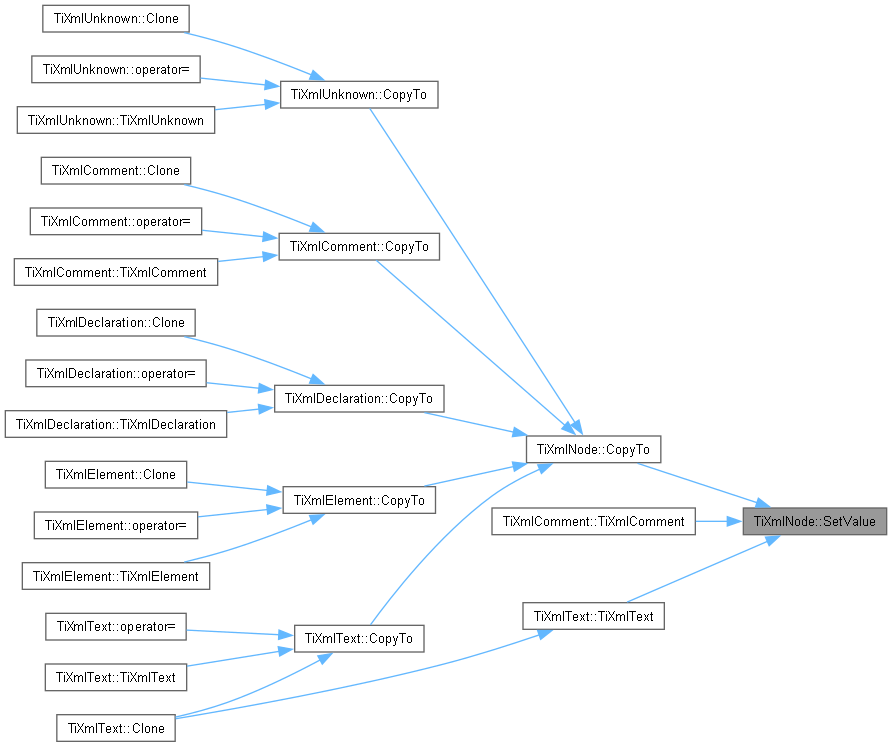 TiXmlUnknown::Clone
TiXmlUnknown::operator=
TiXmlUnknown::CopyTo
TiXmlUnknown::TiXmlUnknown
TiXmlComment::Clone
TiXmlComment::operator=
TiXmlComment::CopyTo
TiXmlComment::TiXmlComment
TiXmlDeclaration::Clone
TiXmlDeclaration::operator=
TiXmlDeclaration::CopyTo
TiXmlDeclaration::TiXmlDeclaration
TiXmlNode::CopyTo
TiXmlElement::Clone
TiXmlElement::CopyTo
TiXmlElement::operator=
TiXmlComment::TiXmlComment
TiXmlNode::SetValue
TiXmlElement::TiXmlElement
TiXmlText::TiXmlText
TiXmlText::operator=
TiXmlText::CopyTo
TiXmlText::TiXmlText
TiXmlText::Clone